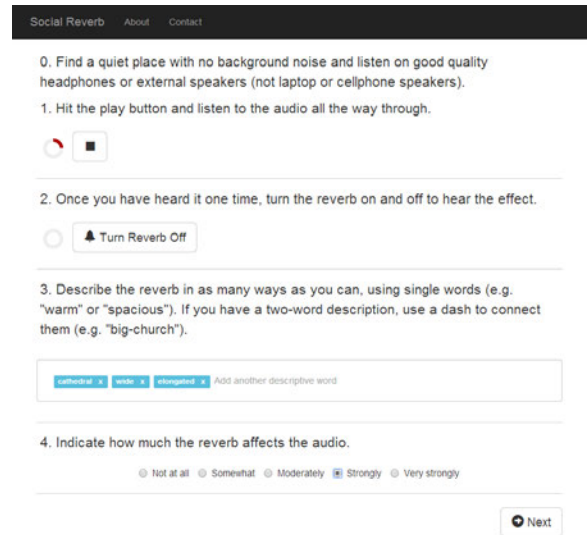 Social Reverb About Contact
0. Find a quiet place with no background noise and listen on good quality
headphones or external speakers (not laptop or cellphone speakers).
1. Hit the play button and listen to the audio all the way through.
2. Once you have heard it one time, turn the reverb on and off to hear the effect.
Turn Reverb Off
3. Describe the reverb in as many ways as you can, using single words (e.g.
"warm" or "spacious"). If you have a two-word description, use a dash to connect
them (e.g. "big-church").
cathedral x wide x elongated x Add another descriptive word
4. Indicate how much the reverb affects the audio.
Not at all Somewhat Moderately Strongly Very strongly
Next